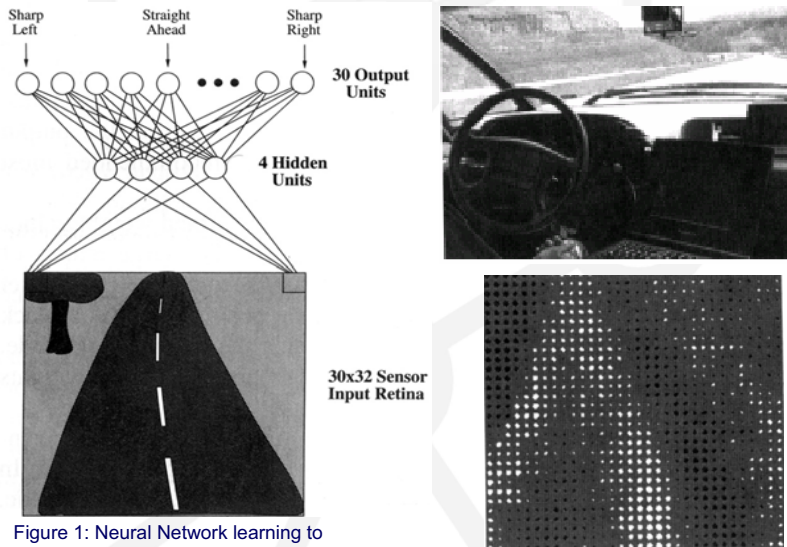 Sharp
Left
Straight
Ahead
Sharp
Right
30 Output
Units
4 Hidden
Units
30x32 Sensor
Input Retina
Figure 1: Neural Network learning to